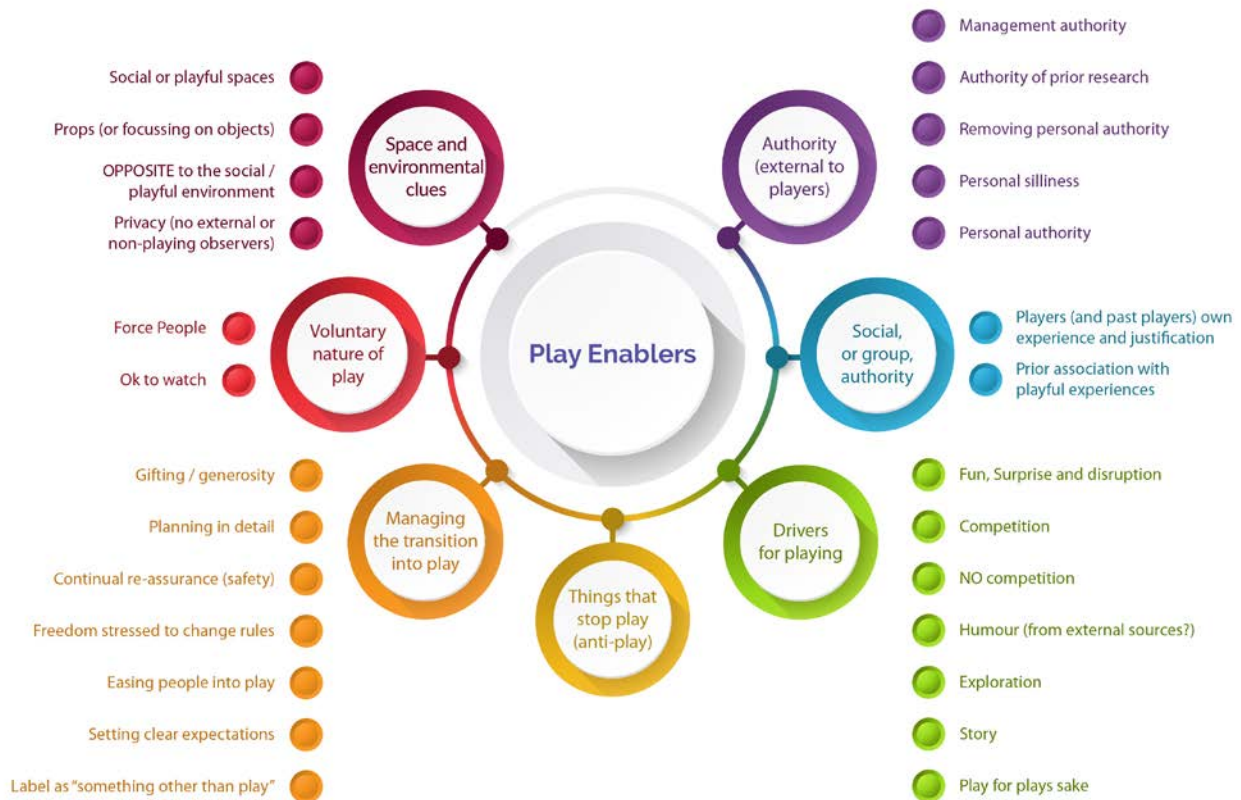 Social or playful spaces
Props (or focussing on objects)
OPPOSITE to the social /
playful environment
Privacy (no external or
non-playing observers)
Space and
environmental
clues
Management authority
Authority of prior research
Removing personal authority
Personal silliness
Personal authority
Authority
(external to
players)
Force People
Ok to watch
Voluntary
nature of
play
Play Enablers
Social,
or group,
authority
Players (and past players) own
experience and justification
Prior association with
playful experiences
Gifting / generosity
Planning in detail
Continual re-assurance (safety)
Freedom stressed to change rules
Easing people into play
Setting clear expectations
Label as "something other than play"
Managing
the transition
into play
Things that
stop play
(anti-play)
Drivers
for playing
Fun, Surprise and disruption
Competition
NO competition
Humour (from external sources?)
Exploration
Story
Play for plays sake